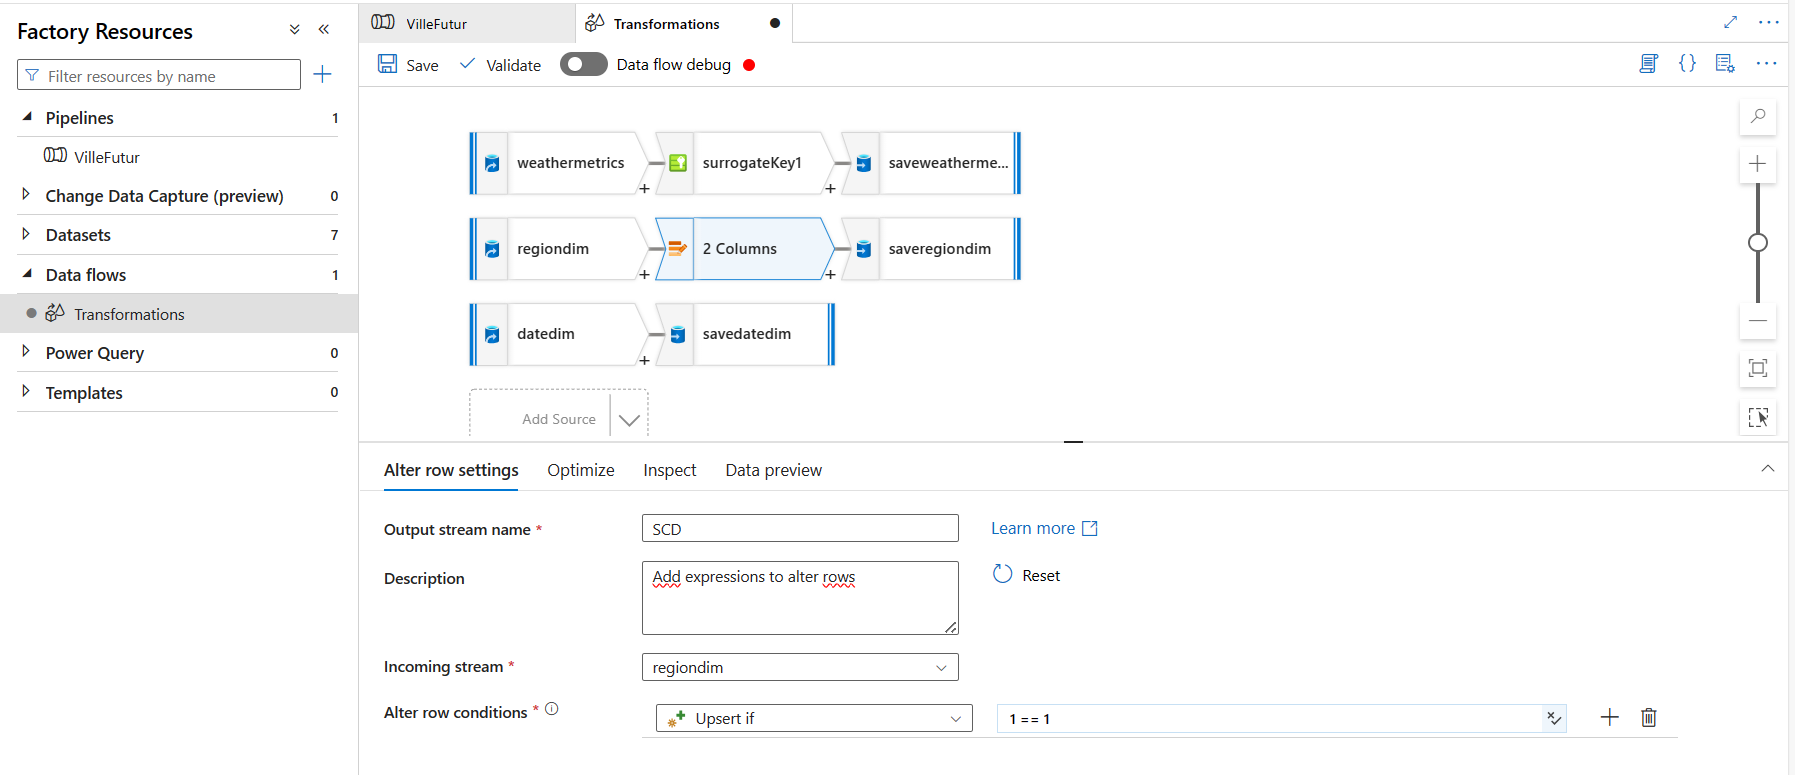 Factory Resources
Filter resources by name
Pipelines 1
VilleFutur
Change Data Capture (preview) 0
Datasets 7
Data flows 1
Transformations
Power Query 0
Templates 0
VilleFutur
Transformations
Save
Validate
Data flow debug
weathermetrics
surrogateKey1
saveweatherme...
regiondim
2 Columns
saveregiondim
datedim
savedatedim
Add Source
Alter row settings
Optimize
Inspect
Data preview
Output stream name *
SCD
Learn more
Description
Add expressions to alter rows
Reset
Incoming stream *
regiondim
Alter row conditions *
Upsert if
1 == 1